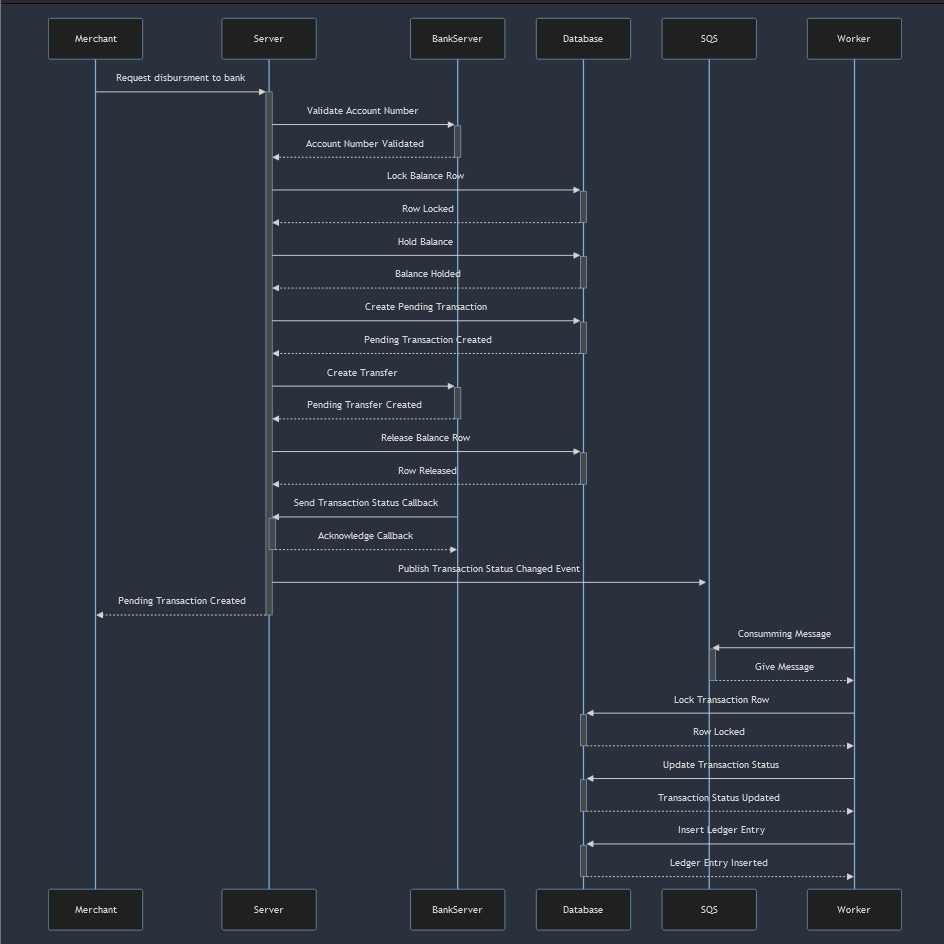 Merchant
Server
BankServer
Database
SQS
Worker
Request disbursment to bank
Validate Account Number
Account Number Validated
Lock Balance Row
Row Locked
Hold Balance
Balance Holded
Create Pending Transaction
Pending Transaction Created
Create Transfer
Pending Transfer Created
Release Balance Row
Row Released
Send Transaction Status Callback
Acknowledge Callback
Publish Transaction Status Changed Event
Pending Transaction Created
Consumming Message
Give Message
Lock Transaction Row
Row Locked
Update Transaction Status
Transaction Status Updated
Insert Ledger Entry
Ledger Entry Inserted
Merchant
Server
BankServer
Database
SQS
Worker